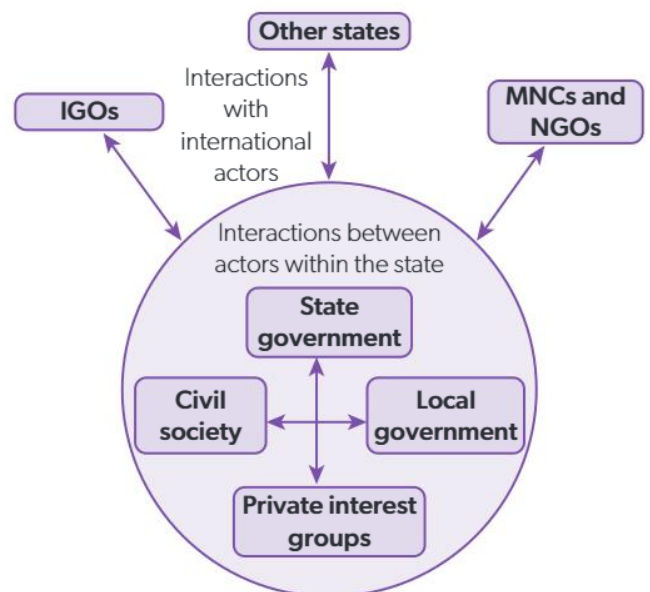 Other states
Interactions
with
international
actors
IGOs
MNCs and
NGOs
Interactions between
actors within the state
State
government
Civil
society
Local
government
Private interest
groups